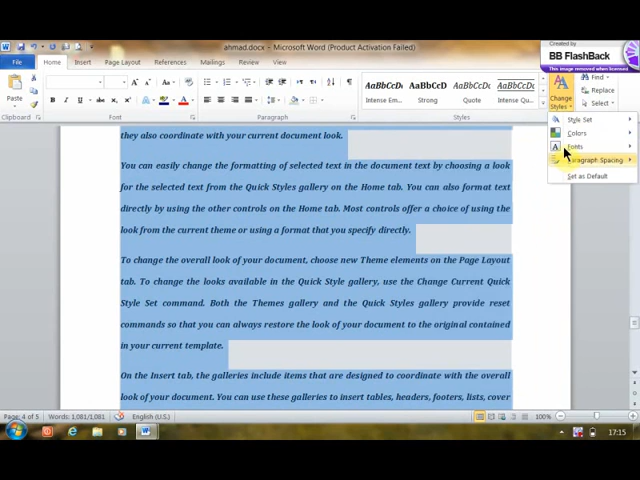 ahmad.docx – Microsoft Word (Product Activation Failed)
Created by
BB FlashBack
This image removed when licensed
File Home Insert Page Layout References Mailings Review View
Paste
B I U
AaBbCcD AaBbCcD AaBbCcD AaBbCcD
Intense Em... Strong Quote Intense Qu...
Change Styles
Find
Replace
Select
Clipboard Font Paragraph Styles
Style Set
Colors
Fonts
Paragraph Spacing
Set as Default
they also coordinate with your current document look.
You can easily change the formatting of selected text in the document text by choosing a look
for the selected text from the Quick Styles gallery on the Home tab. You can also format text
directly by using the other controls on the Home tab. Most controls offer a choice of using the
look from the current theme or using a format that you specify directly.
To change the overall look of your document, choose new Theme elements on the Page Layout
tab. To change the looks available in the Quick Style gallery, use the Change Current Quick
Style Set command. Both the Themes gallery and the Quick Styles gallery provide reset
commands so that you can always restore the look of your document to the original contained
in your current template.
On the Insert tab, the galleries include items that are designed to coordinate with the overall
look of your document. You can use these galleries to insert tables, headers, footers, lists, cover
Page: 4 of 5 Words: 1,081/1,081 English (U.S.) 100%
17:15